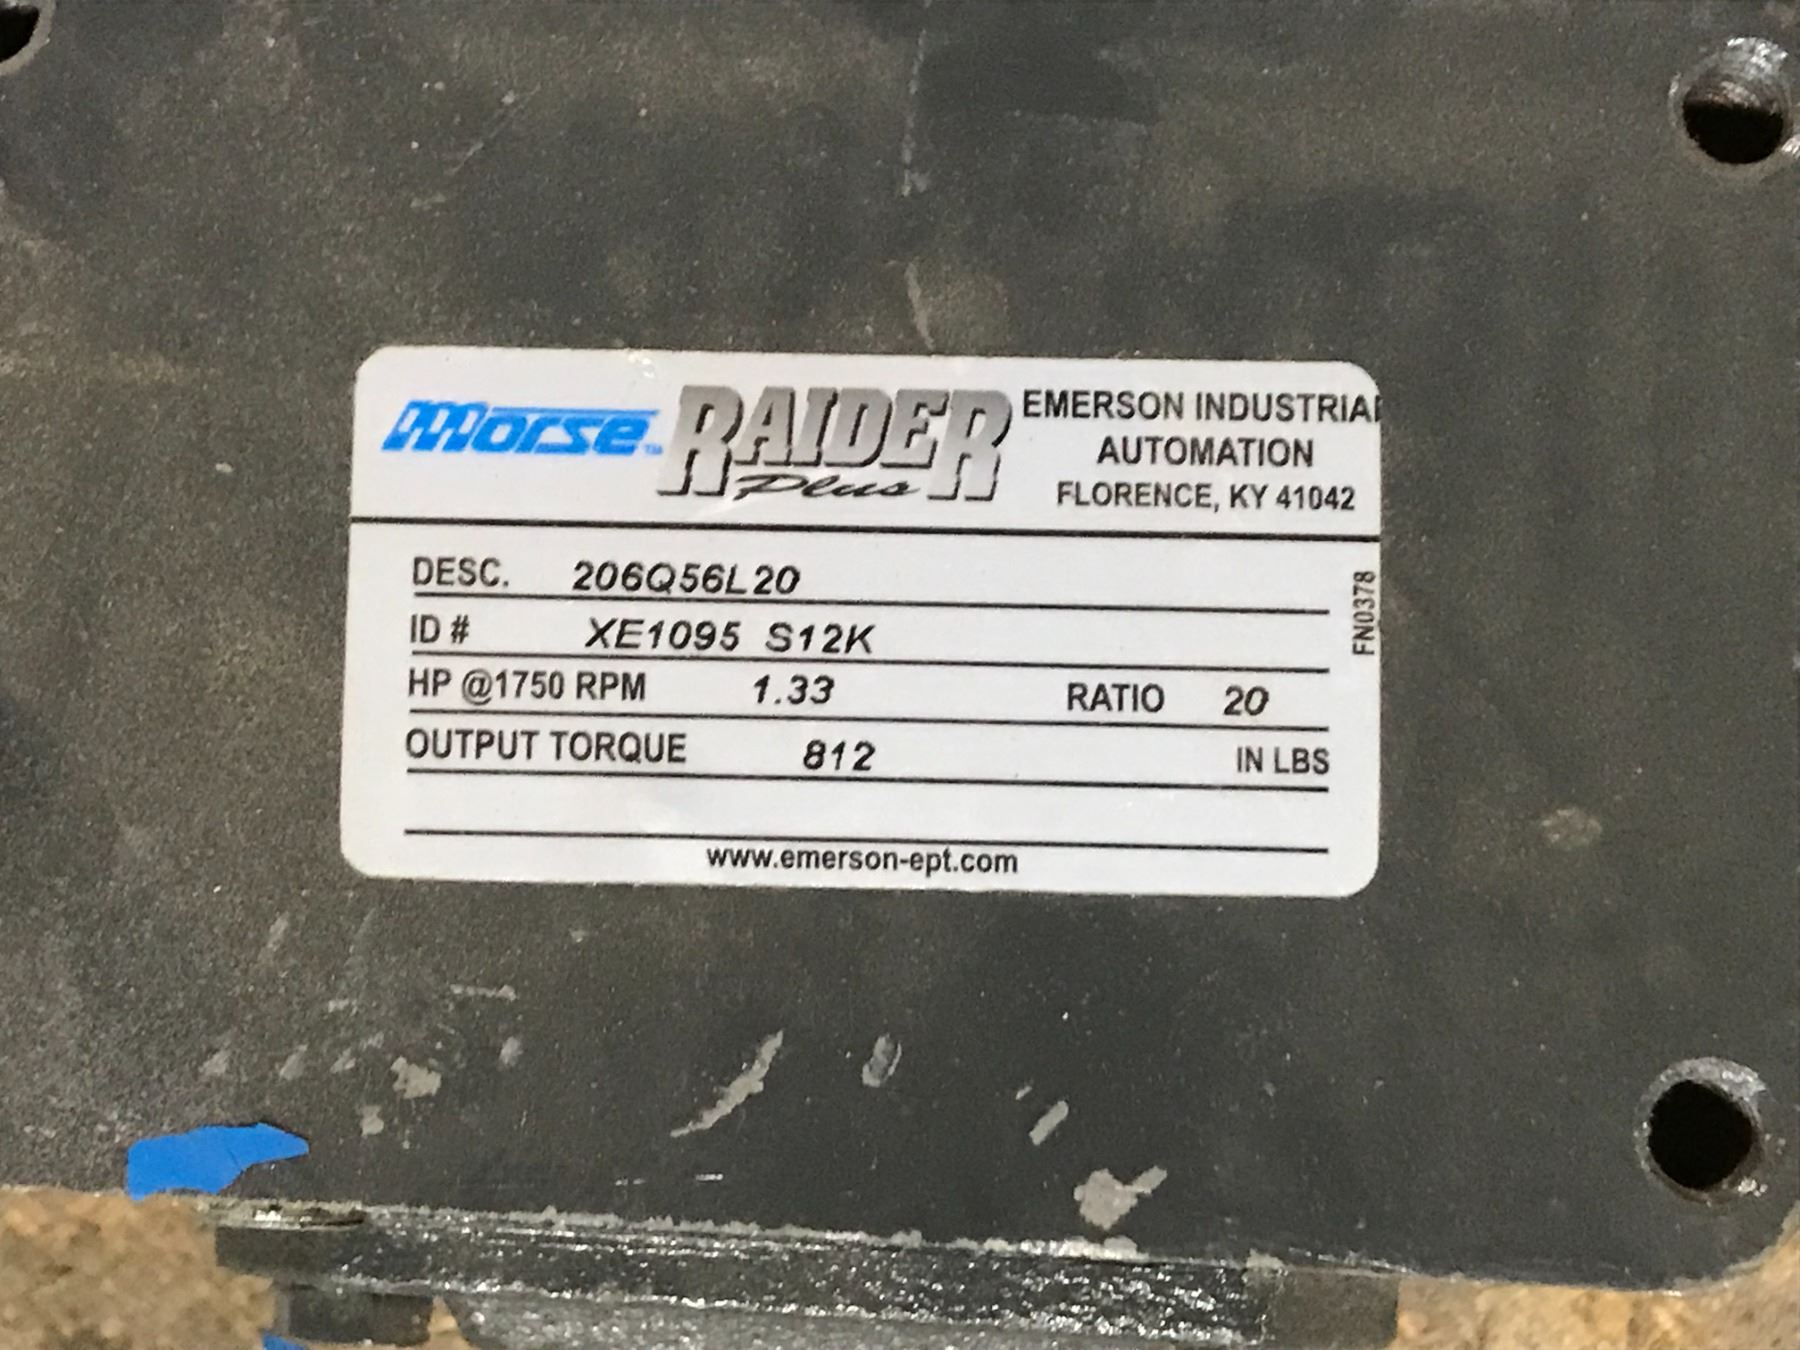 Morse™ RAIDER Plus
EMERSON INDUSTRIAL
AUTOMATION
FLORENCE, KY 41042
DESC. 206Q56L20
ID # XE1095 S12K
HP @1750 RPM 1.33 RATIO 20
OUTPUT TORQUE 812 IN LBS
www.emerson-ept.com
FN0378